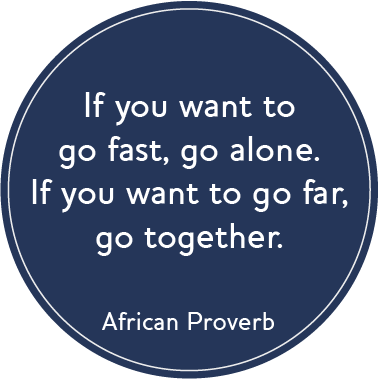 If you want to
go fast, go alone.
If you want to go far,
go together.
African Proverb